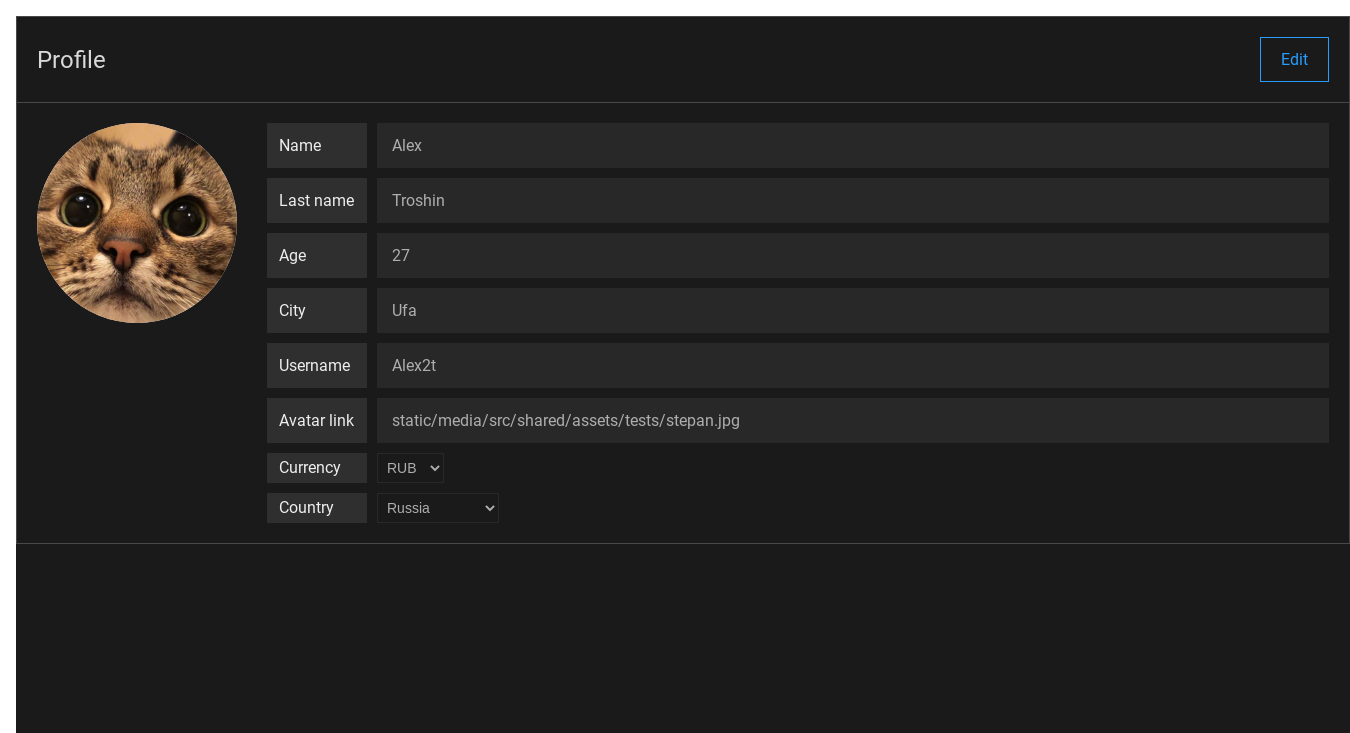 Profile
Edit
Name Alex
Last name Troshin
Age 27
City Ufa
Username Alex2t
Avatar link static/media/src/shared/assets/tests/stepan.jpg
Currency RUB
Country Russia